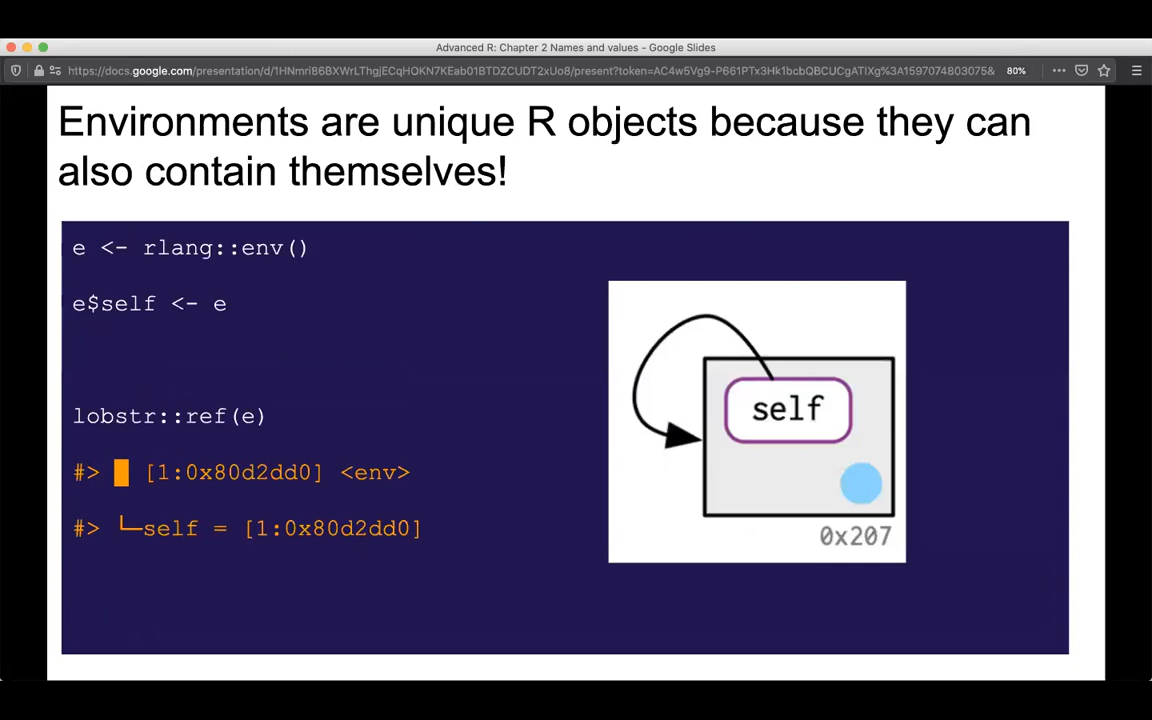 Advanced R: Chapter 2 Names and values - Google Slides
https://docs.google.com/presentation/d/1HNmri86BXWrLThgjECqHOKN7KEab01BTDZCUDT2xUo8/present?token=AC4w5Vg9-P661PTx3Hk1bcbQBCUCgATIXg%3A1597074803075&
80%
Environments are unique R objects because they can
also contain themselves!
e <- rlang::env()
e$self <- e
lobstr::ref(e)
#> █ [1:0x80d2dd0] <env>
#> └─self = [1:0x80d2dd0]
self
0x207